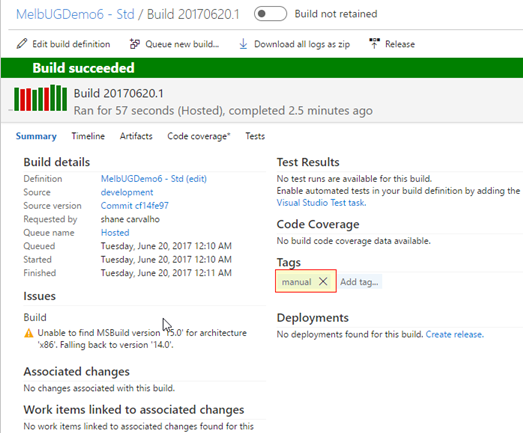 MelbUGDemo6 - Std / Build 20170620.1 Build not retained
Edit build definition Queue new build... Download all logs as zip Release
Build succeeded
Build 20170620.1
Ran for 57 seconds (Hosted), completed 2.5 minutes ago
Summary Timeline Artifacts Code coverage* Tests
Build details
Definition MelbUGDemo6 - Std (edit)
Source development
Source version Commit cf14fe97
Requested by shane carvalho
Queue name Hosted
Queued Tuesday, June 20, 2017 12:10 AM
Started Tuesday, June 20, 2017 12:10 AM
Finished Tuesday, June 20, 2017 12:11 AM
Issues
Build
Unable to find MSBuild version '15.0' for architecture
'x86'. Falling back to version '14.0'.
Associated changes
No changes associated with this build.
Work items linked to associated changes
No work items linked to associated changes found for this
Test Results
No test runs are available for this build.
Enable automated tests in your build definition by adding the
Visual Studio Test task.
Code Coverage
No build code coverage data available.
Tags
manual Add tag...
Deployments
No deployments found for this build. Create release.